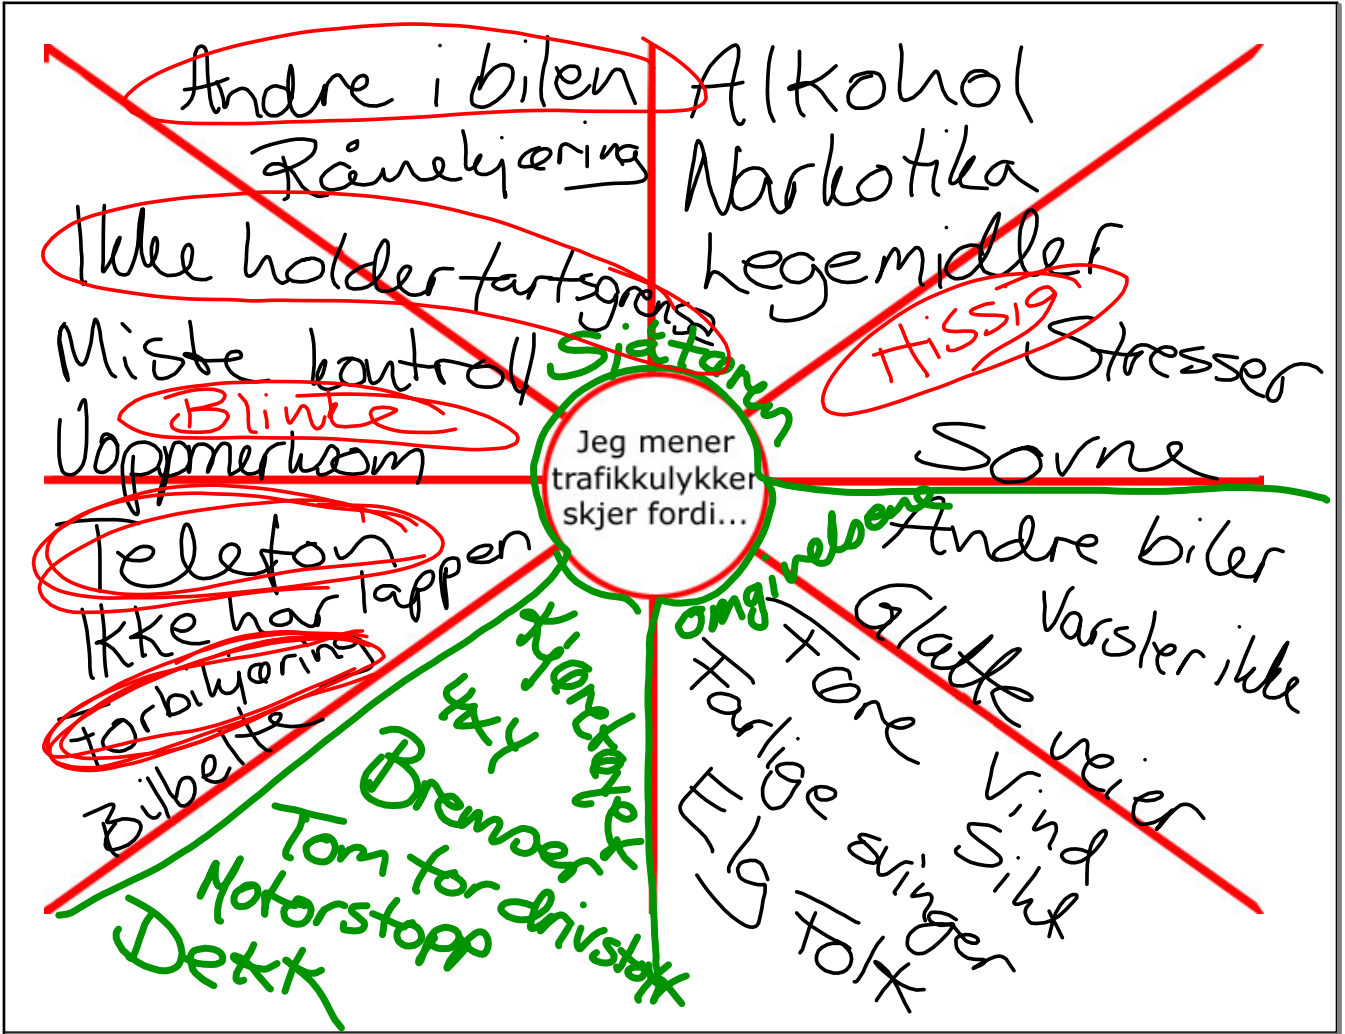 Andre i bilen
Rånekjøring
Ikke holder fartsgrensa
Miste kontroll
Blinke
Uoppmerksom
Telefon
Ikke har lappen
Forbikjøring
Bilbelte
Alkohol
Narkotika
Legemidler
Hissig
Stresser
Sovne
Sjåføren
Jeg mener
trafikkulykker
skjer fordi...
omgivelsene
Andre biler
Varsler ikke
Glatte veier
Føre
Vind
Sikt
Farlige svinger
Elg
Folk
Kjøretøyet
4x4
Bremser
Tom for drivstoff
Motorstopp
Dekk